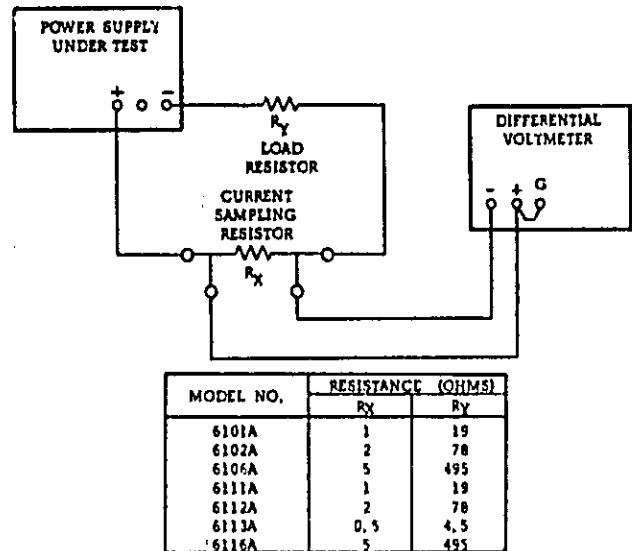 POWER SUPPLY
UNDER TEST
+ -
RY
LOAD
RESISTOR
CURRENT
SAMPLING
RESISTOR
RX
DIFFERENTIAL
VOLTMETER
- + G
MODEL NO. RESISTANCE (OHMS)
RX RY
6101A 1 19
6102A 2 78
6106A 5 495
6111A 1 19
6112A 2 78
6113A 0.5 4.5
6116A 5 495